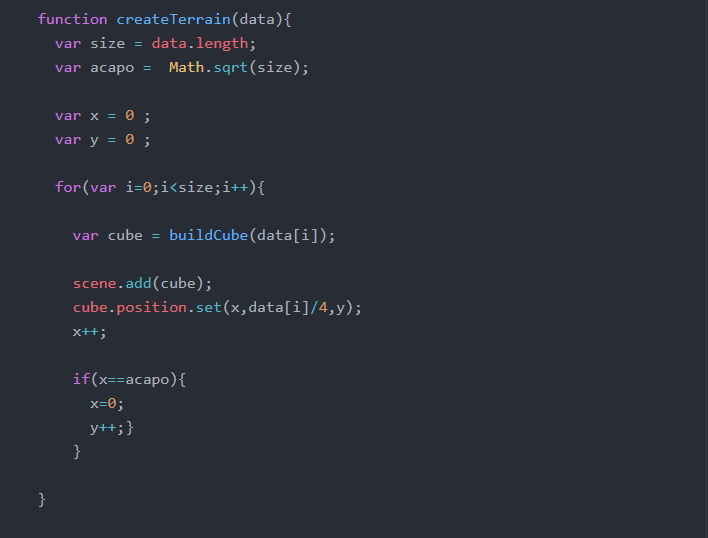 function createTerrain(data){
var size = data.length;
var acapo =  Math.sqrt(size);
var x = 0 ;
var y = 0 ;
for(var i=0;i<size;i++){
var cube = buildCube(data[i]);
scene.add(cube);
cube.position.set(x,data[i]/4,y);
x++;
if(x==acapo){
x=0;
y++;}
}
}